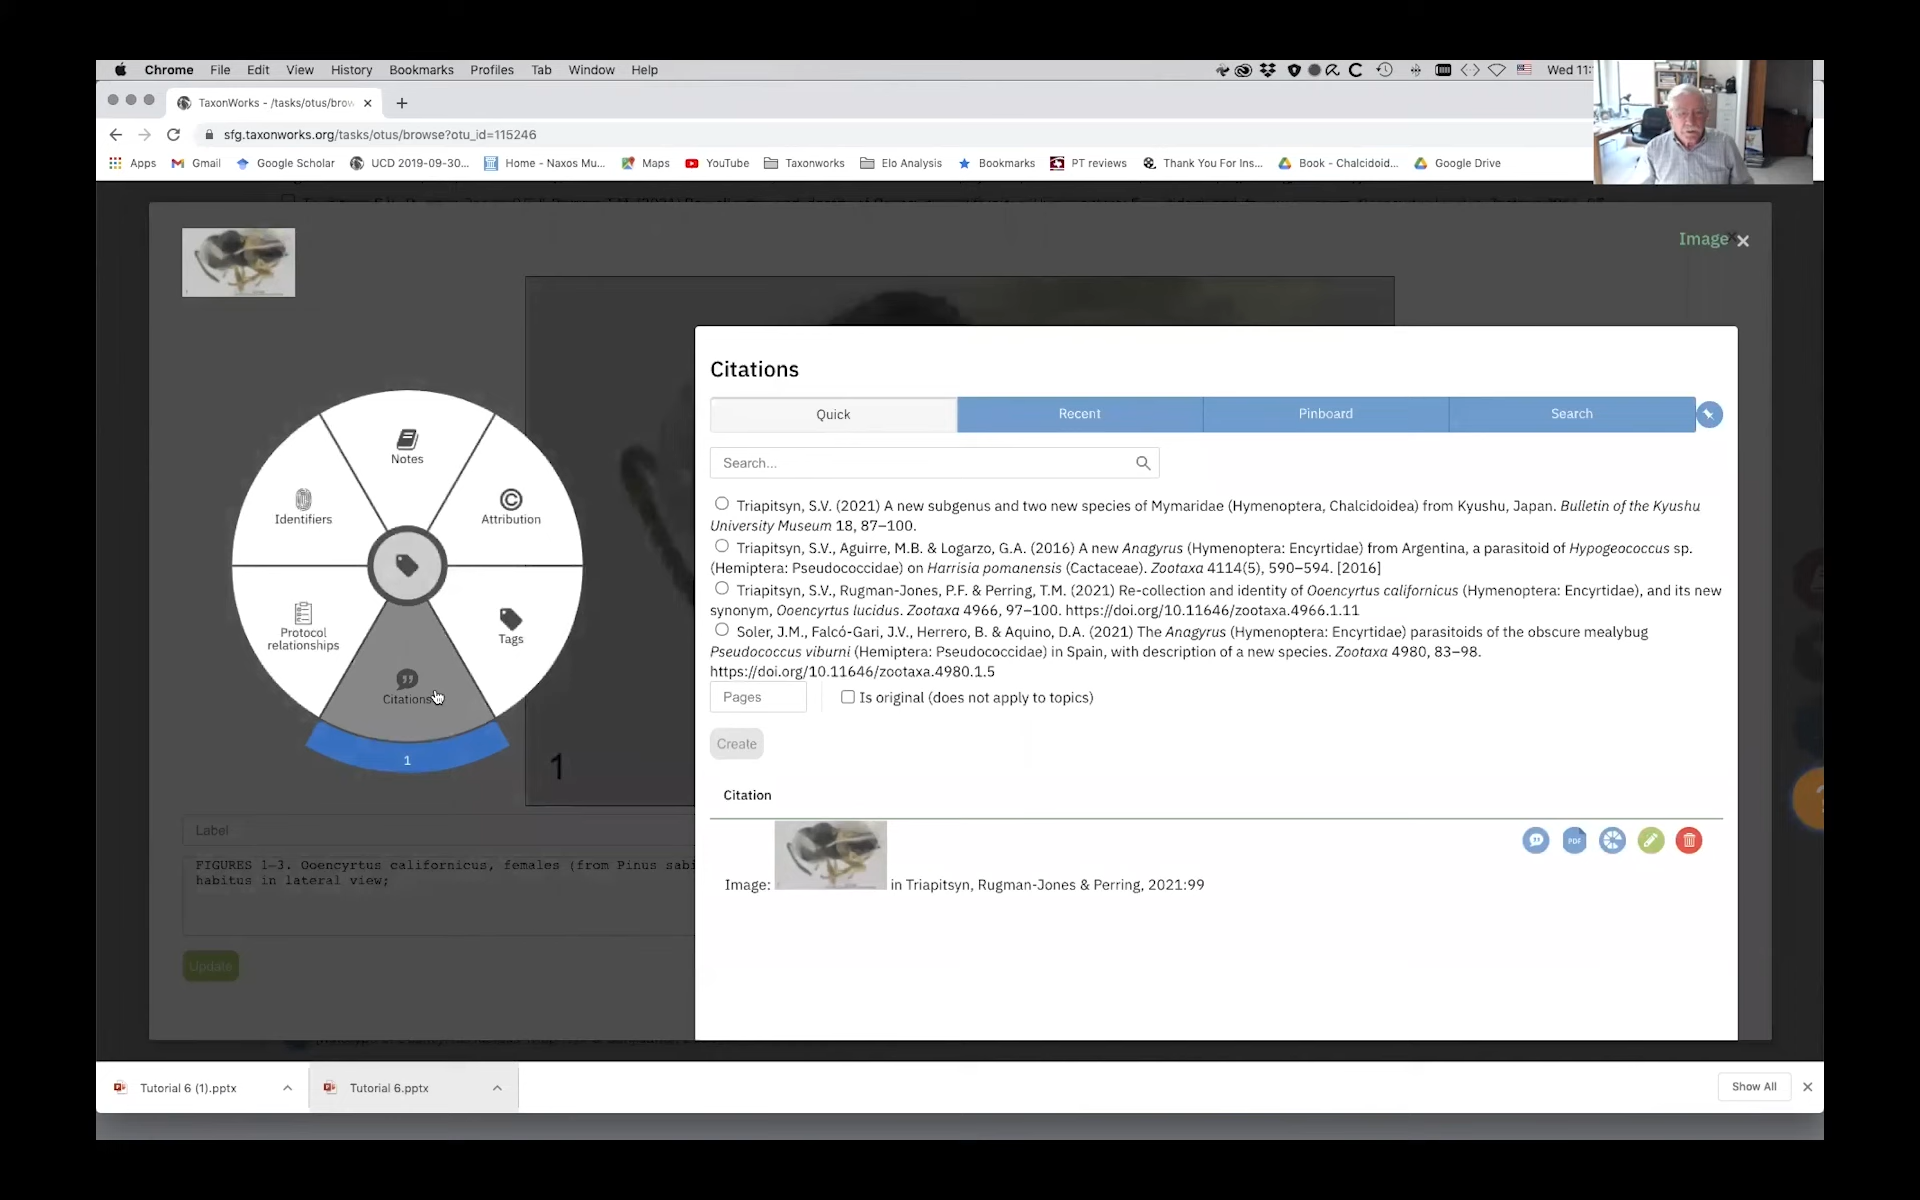 Chrome File Edit View History Bookmarks Profiles Tab Window Help Wed 11:
TaxonWorks - /tasks/otus/brow
sfg.taxonworks.org/tasks/otus/browse?otu_id=115246
Apps Gmail Google Scholar UCD 2019-09-30... Home - Naxos Mu... Maps YouTube Taxonworks Elo Analysis Bookmarks PT reviews Thank You For Ins... Book - Chalcidoid... Google Drive
Image
Citations
Quick Recent Pinboard Search
Search...
Triapitsyn, S.V. (2021) A new subgenus and two new species of Mymaridae (Hymenoptera, Chalcidoidea) from Kyushu, Japan. Bulletin of the Kyushu
University Museum 18, 87–100.
Triapitsyn, S.V., Aguirre, M.B. & Logarzo, G.A. (2016) A new Anagyrus (Hymenoptera: Encyrtidae) from Argentina, a parasitoid of Hypogeococcus sp.
(Hemiptera: Pseudococcidae) on Harrisia pomanensis (Cactaceae). Zootaxa 4114(5), 590–594. [2016]
Triapitsyn, S.V., Rugman-Jones, P.F. & Perring, T.M. (2021) Re-collection and identity of Ooencyrtus californicus (Hymenoptera: Encyrtidae), and its new
synonym, Ooencyrtus lucidus. Zootaxa 4966, 97–100. https://doi.org/10.11646/zootaxa.4966.1.11
Soler, J.M., Falcó-Garí, J.V., Herrero, B. & Aquino, D.A. (2021) The Anagyrus (Hymenoptera: Encyrtidae) parasitoids of the obscure mealybug
Pseudococcus viburni (Hemiptera: Pseudococcidae) in Spain, with description of a new species. Zootaxa 4980, 83–98.
https://doi.org/10.11646/zootaxa.4980.1.5
Pages Is original (does not apply to topics)
Create
Citation
PDF
Image: in Triapitsyn, Rugman-Jones & Perring, 2021:99
Notes
Identifiers
Attribution
Protocol
relationships
Tags
Citations
1
1
Label
FIGURES 1–3. Ooencyrtus californicus, females (from Pinus sabi
habitus in lateral view;
Update
Tutorial 6 (1).pptx Tutorial 6.pptx Show All